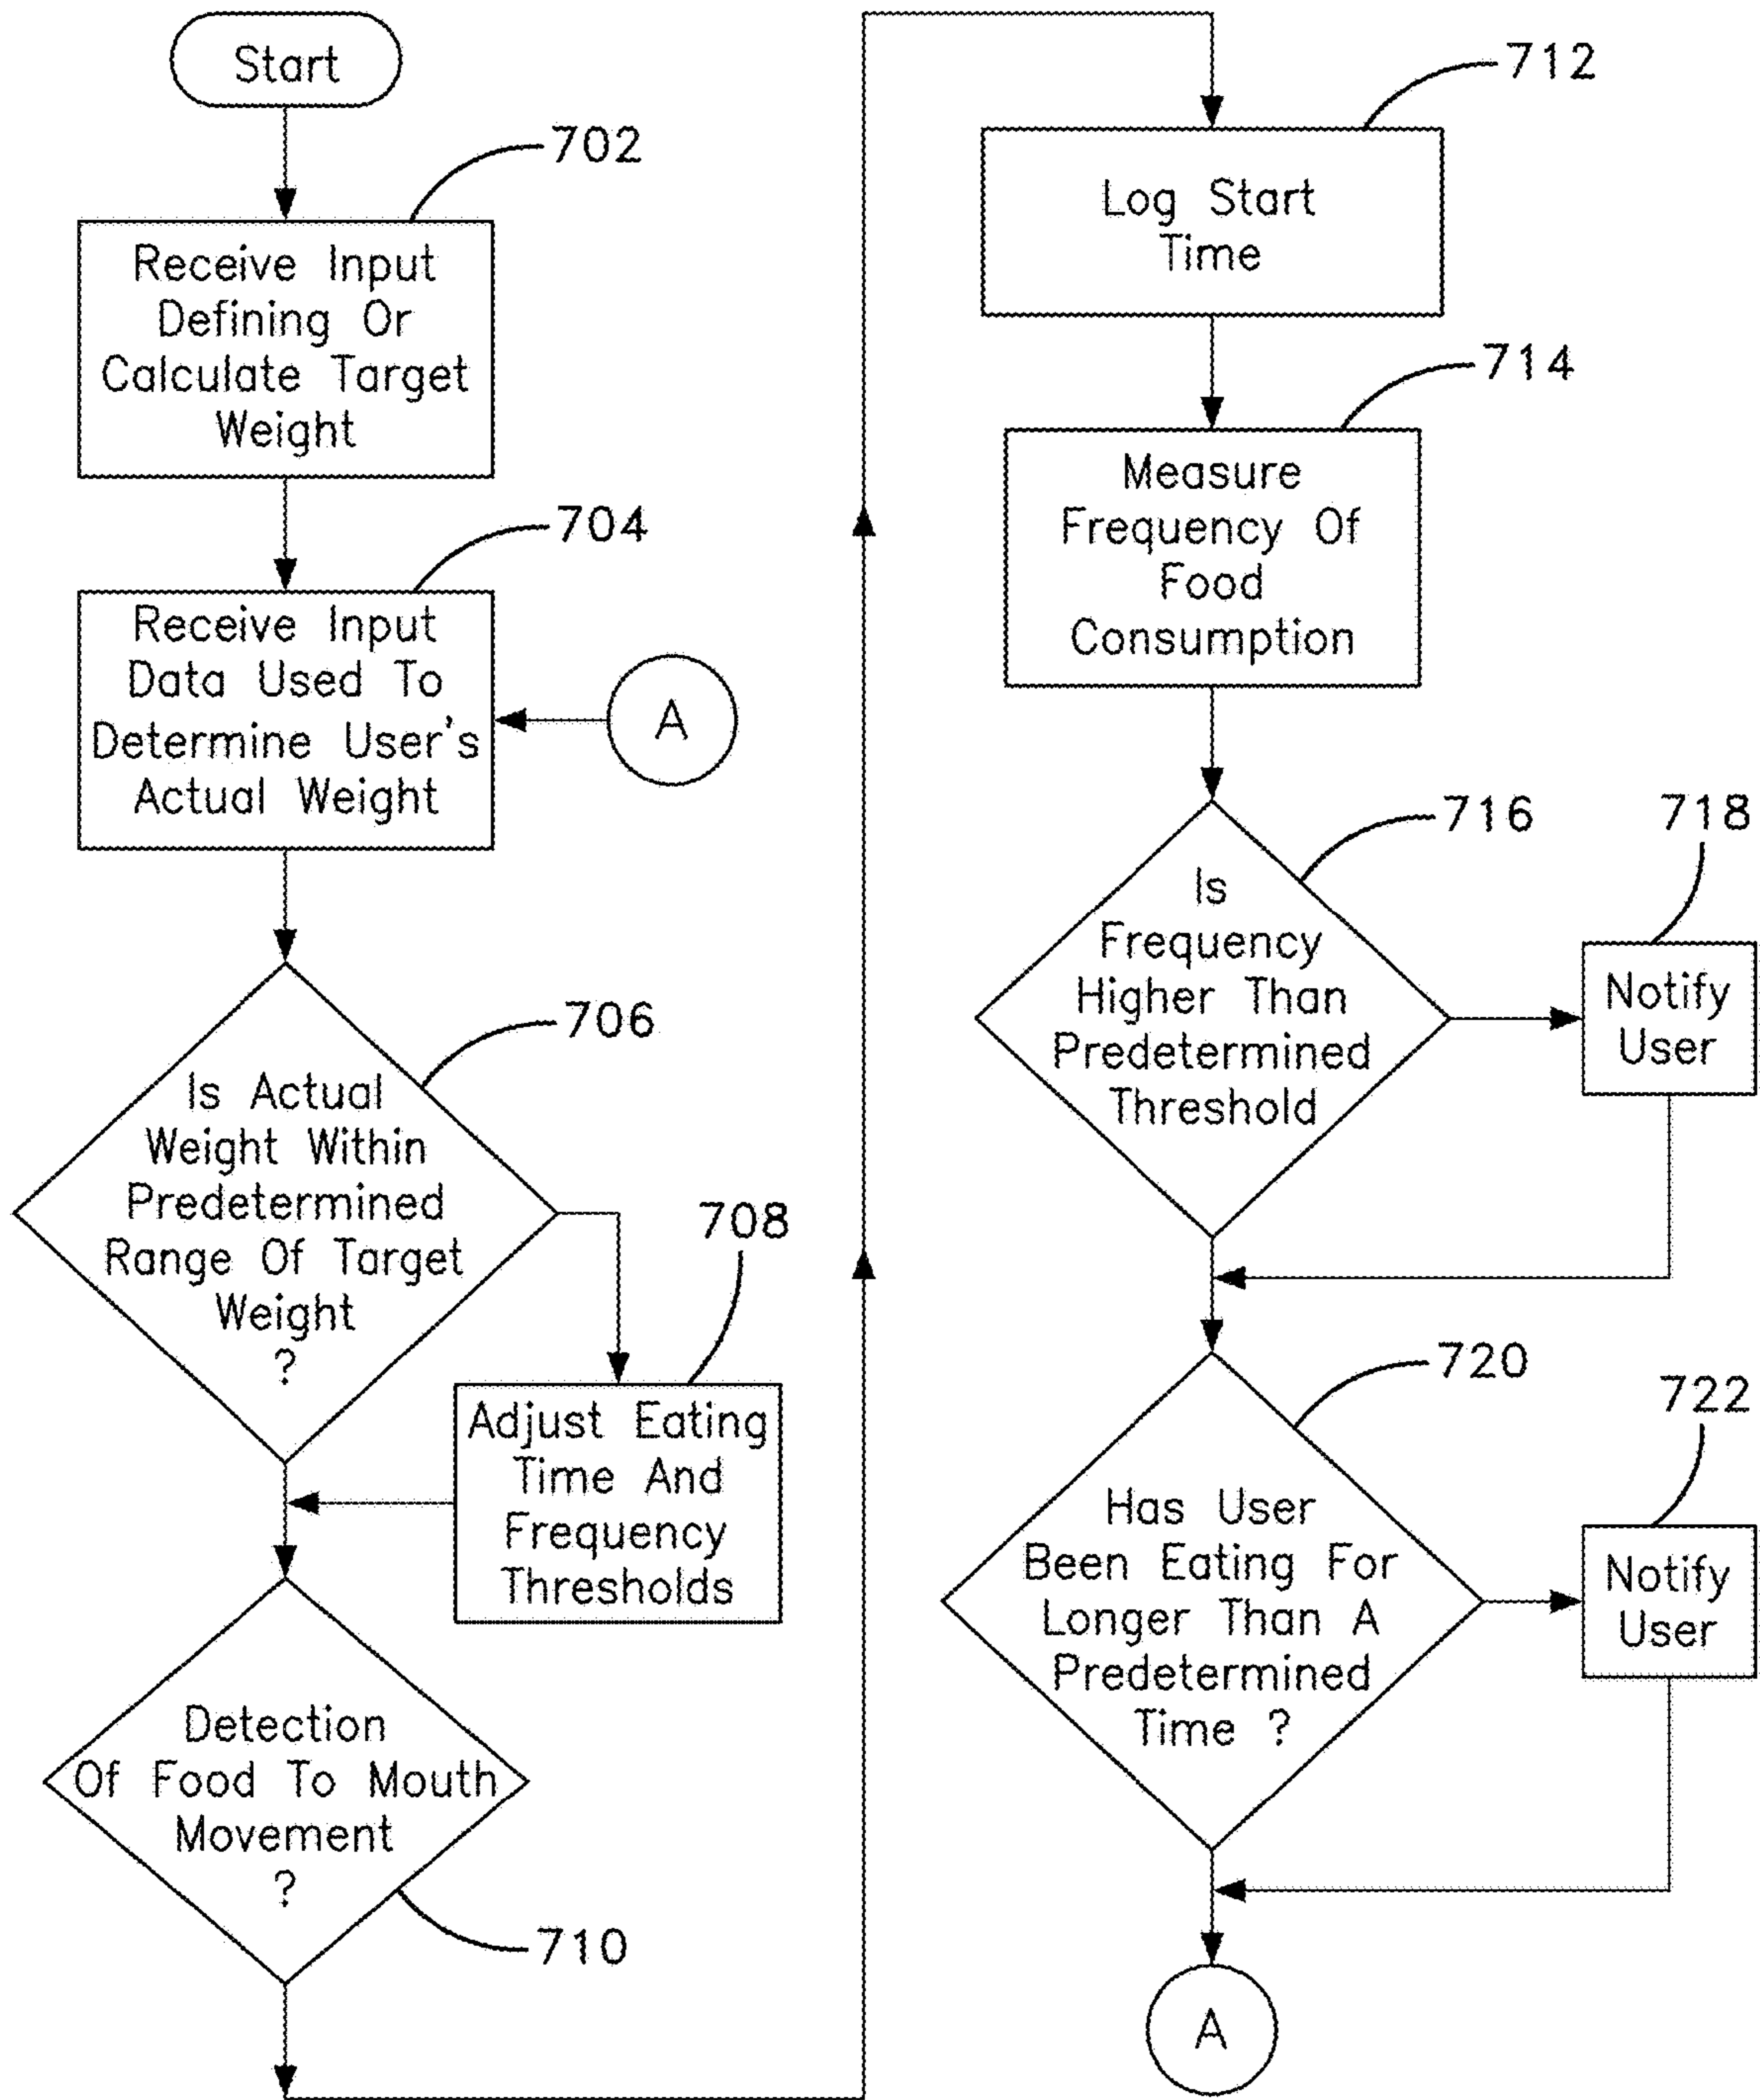 Start
702
Receive Input
Defining Or
Calculate Target
Weight
704
Receive Input
Data Used To
Determine User's
Actual Weight
A
706
Is Actual
Weight Within
Predetermined
Range Of Target
Weight
?
708
Adjust Eating
Time And
Frequency
Thresholds
Detection
Of Food To Mouth
Movement
?
710
712
Log Start
Time
714
Measure
Frequency Of
Food
Consumption
716
Is
Frequency
Higher Than
Predetermined
Threshold
718
Notify
User
720
Has User
Been Eating For
Longer Than A
Predetermined
Time ?
722
Notify
User
A